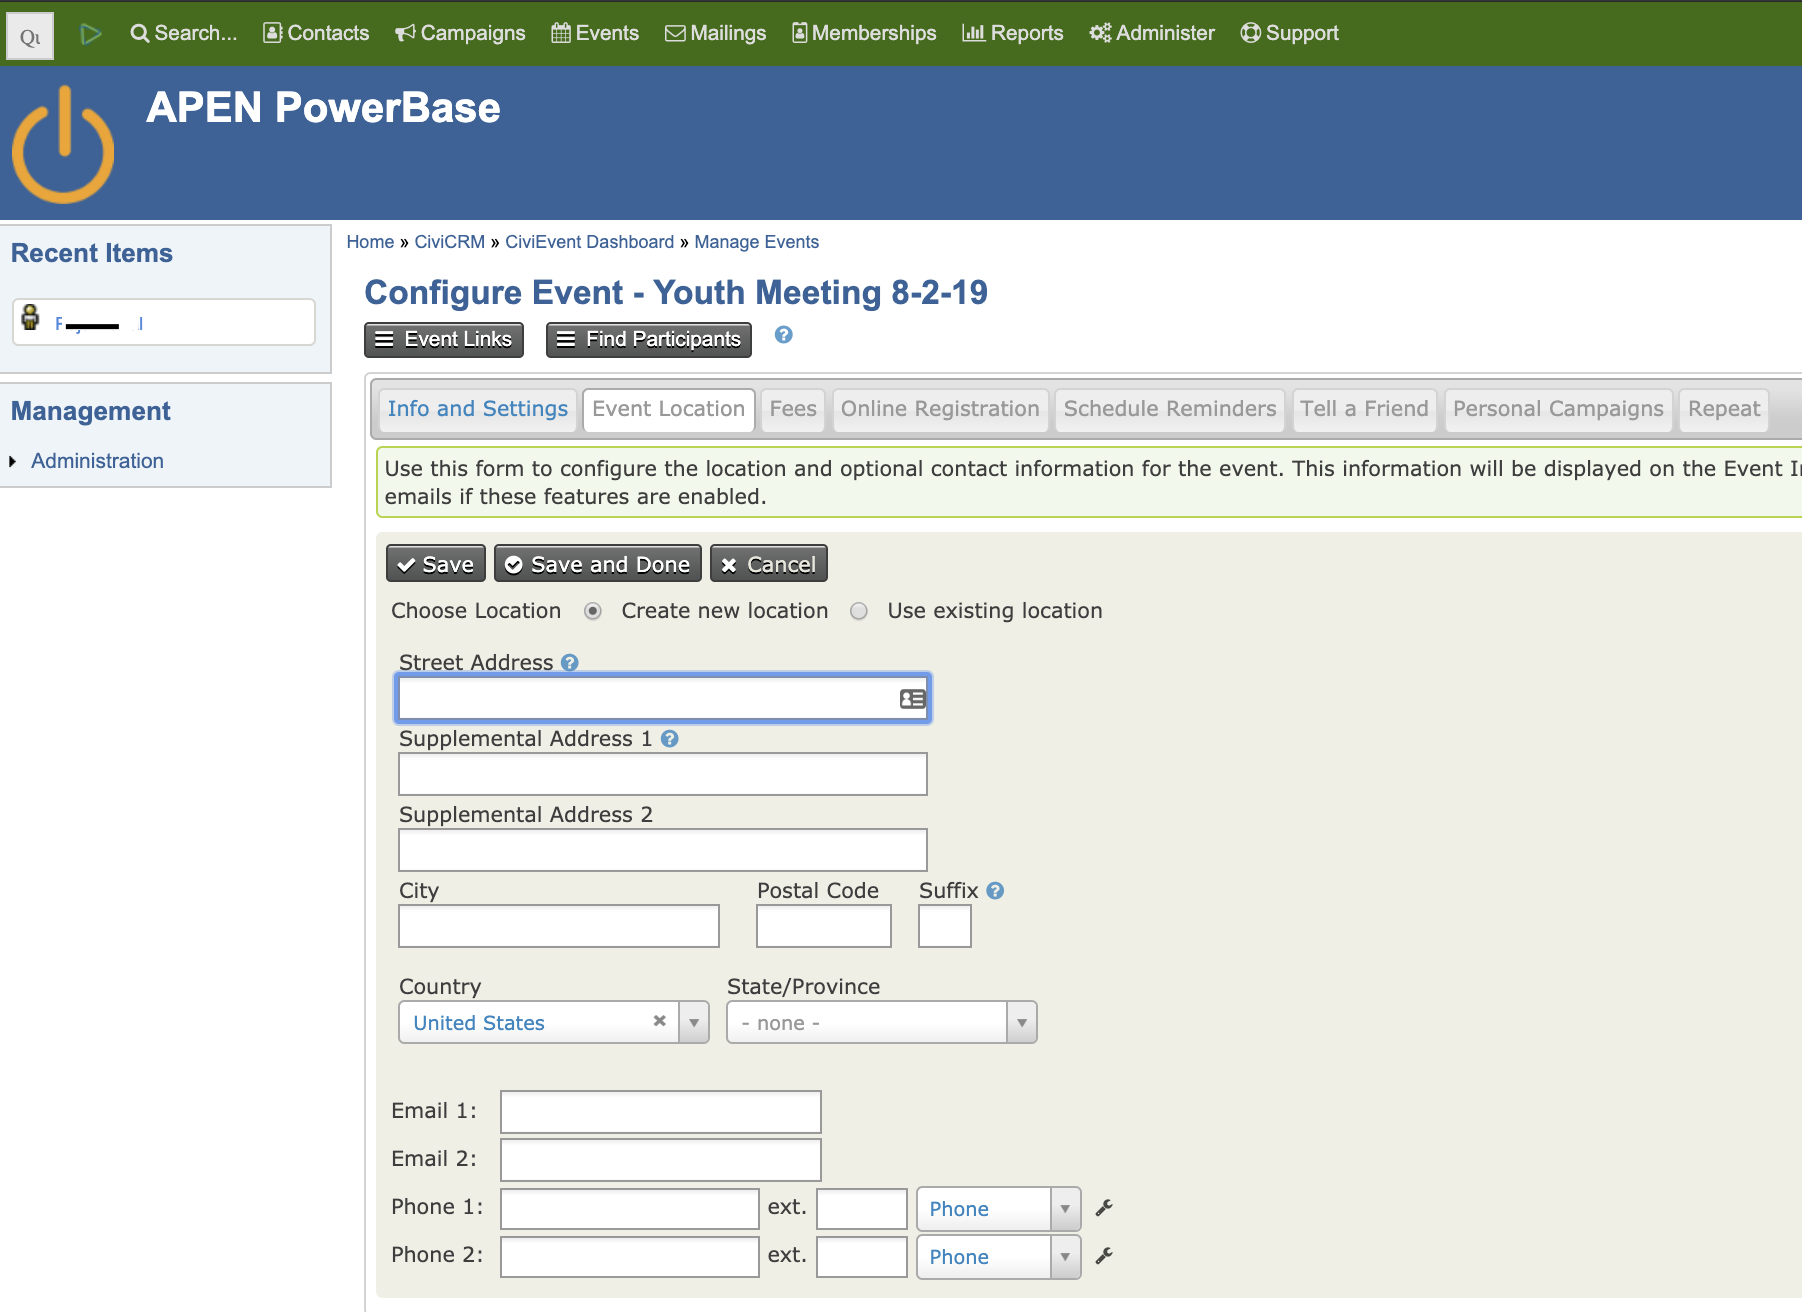 Qu
Search... Contacts Campaigns Events Mailings Memberships Reports Administer Support
APEN PowerBase
Recent Items
Management
Administration
Home » CiviCRM » CiviEvent Dashboard » Manage Events
Configure Event - Youth Meeting 8-2-19
Event Links Find Participants ?
Info and Settings Event Location Fees Online Registration Schedule Reminders Tell a Friend Personal Campaigns Repeat
Use this form to configure the location and optional contact information for the event. This information will be displayed on the Event
emails if these features are enabled.
Save Save and Done Cancel
Choose Location Create new location Use existing location
Street Address ?
Supplemental Address 1 ?
Supplemental Address 2
City Postal Code Suffix ?
Country State/Province
United States - none -
Email 1:
Email 2:
Phone 1: ext. Phone
Phone 2: ext. Phone